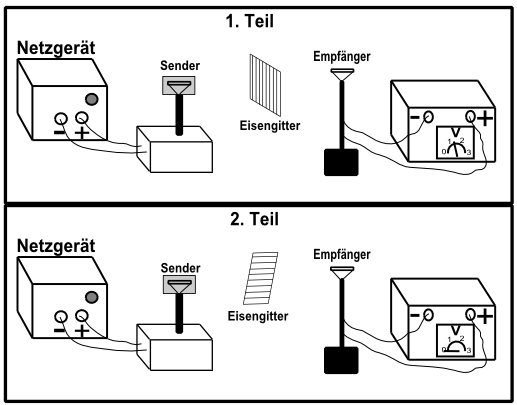 1. Teil
Netzgerät
Sender
Empfänger
Eisengitter
- +
- V +
0 1 2 3
2. Teil
Netzgerät
Sender
Empfänger
Eisengitter
- +
- V +
0 1 2 3